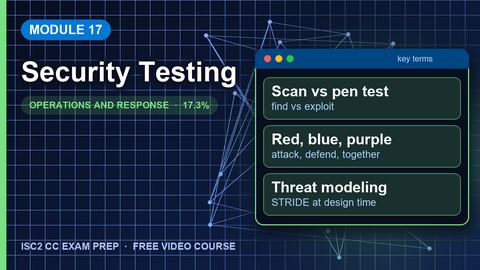 MODULE 17
Security Testing
OPERATIONS AND RESPONSE · 17.3%
ISC2 CC EXAM PREP · FREE VIDEO COURSE
key terms
Scan vs pen test
find vs exploit
Red, blue, purple
attack, defend, together
Threat modeling
STRIDE at design time